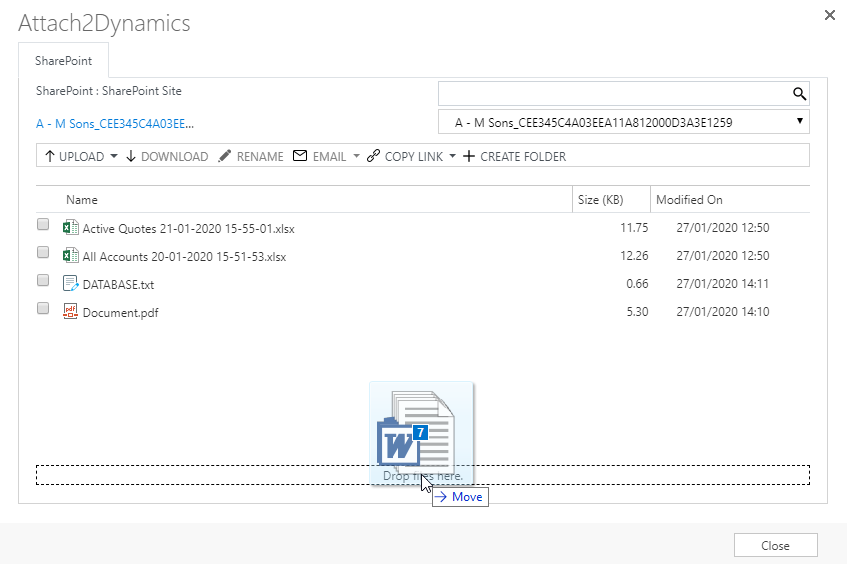 Attach2Dynamics
SharePoint
SharePoint : SharePoint Site
A - M Sons_CEE345C4A03EE...
A - M Sons_CEE345C4A03EEA11A812000D3A3E1259
UPLOAD DOWNLOAD RENAME EMAIL COPY LINK CREATE FOLDER
Name Size (KB) Modified On
Active Quotes 21-01-2020 15-55-01.xlsx 11.75 27/01/2020 12:50
All Accounts 20-01-2020 15-51-53.xlsx 12.26 27/01/2020 12:50
DATABASE.txt 0.66 27/01/2020 14:11
pdf Document.pdf 5.30 27/01/2020 14:10
W 7
Drop files here.
Move
Close